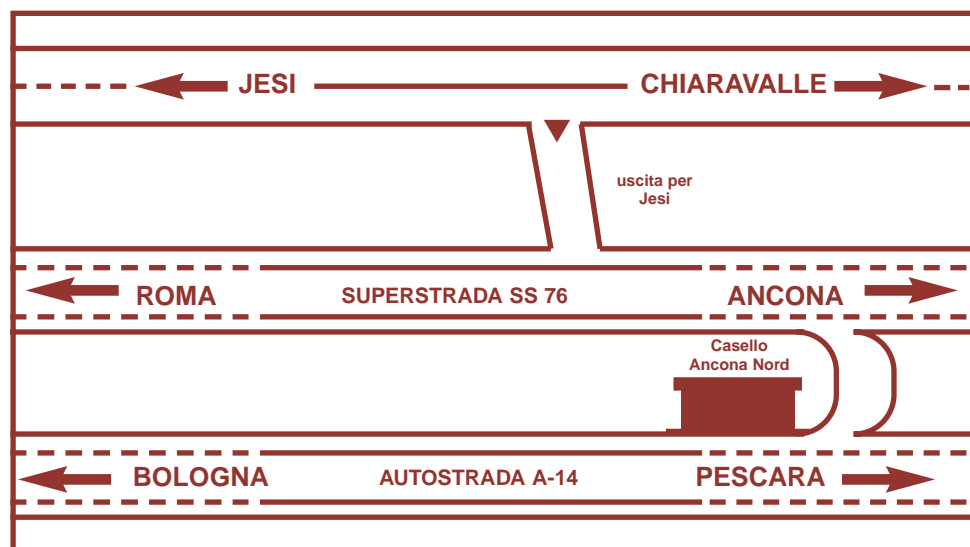 JESI CHIARAVALLE
uscita per
Jesi
ROMA SUPERSTRADA SS 76 ANCONA
Casello
Ancona Nord
BOLOGNA AUTOSTRADA A-14 PESCARA